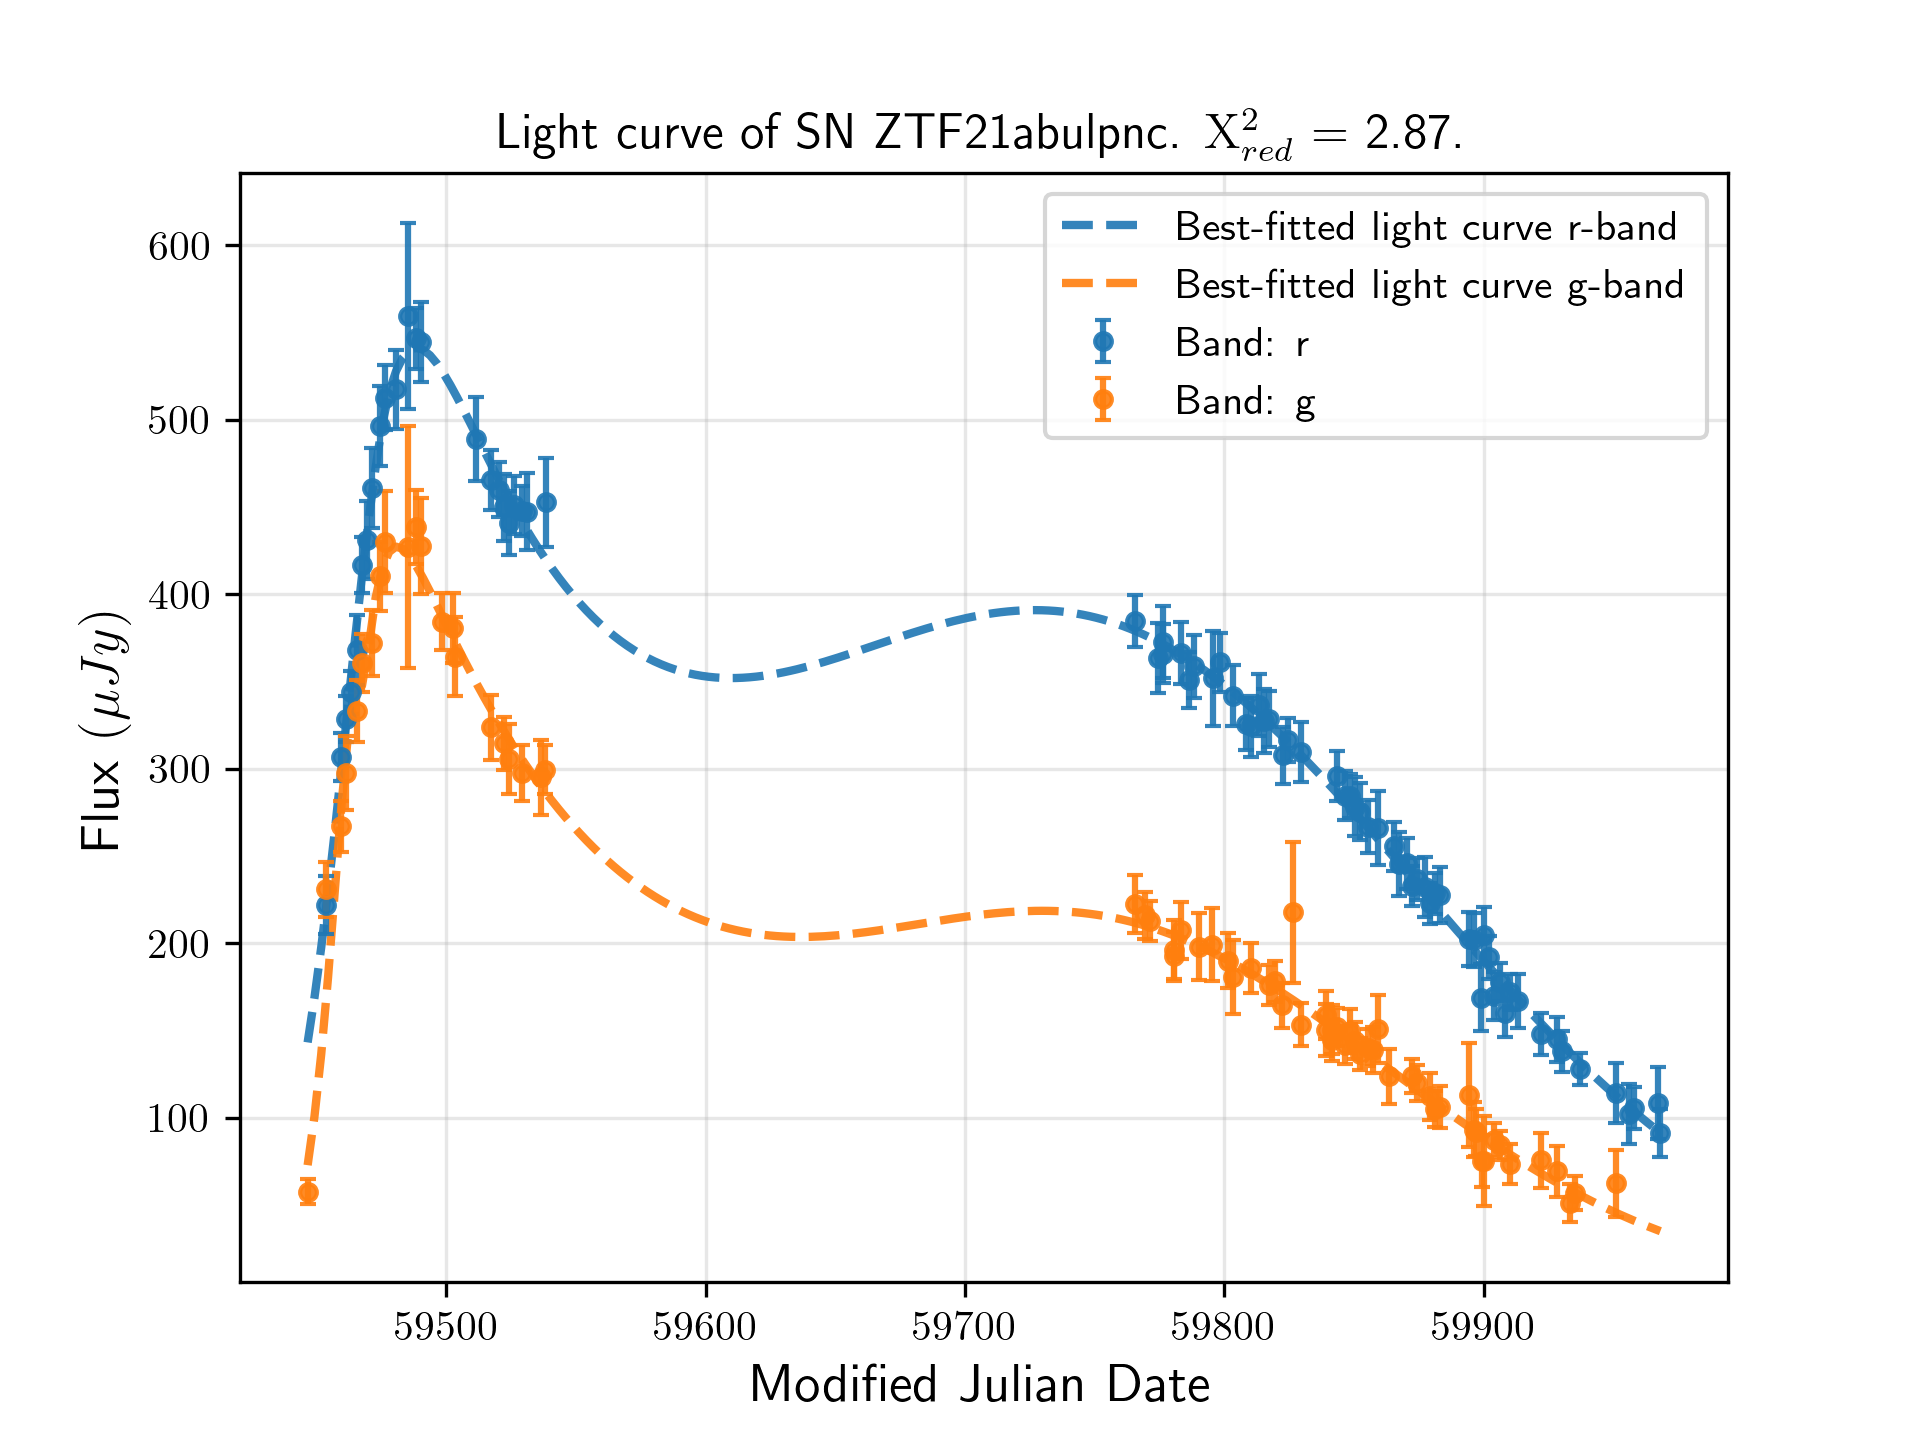 Light curve of SN ZTF21abulpnc. Χ²_red = 2.87.
Best-fitted light curve r-band
Best-fitted light curve g-band
Band: r
Band: g
600
500
400
300
200
100
Flux (μJy)
59500 59600 59700 59800 59900
Modified Julian Date